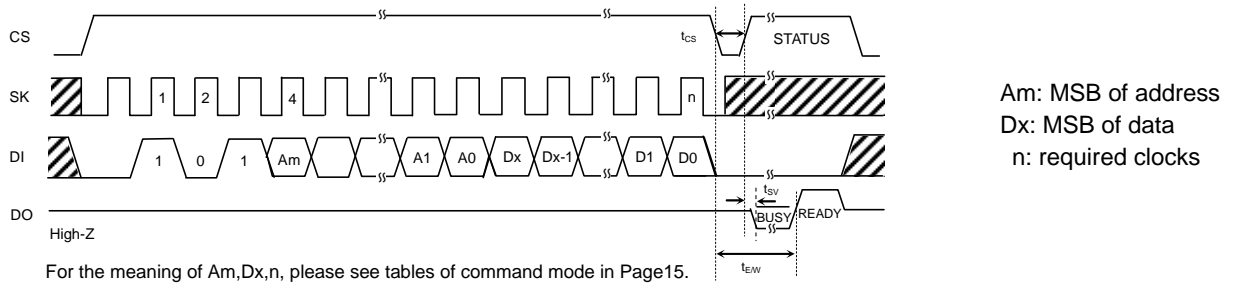 CS
tCS
STATUS
SK
1 2 4 n
DI
1 0 1 Am A1 A0 Dx Dx-1 D1 D0
tSV
DO
BUSY READY
High-Z
tE/W
For the meaning of Am,Dx,n, please see tables of command mode in Page15.
Am: MSB of address
Dx: MSB of data
n: required clocks